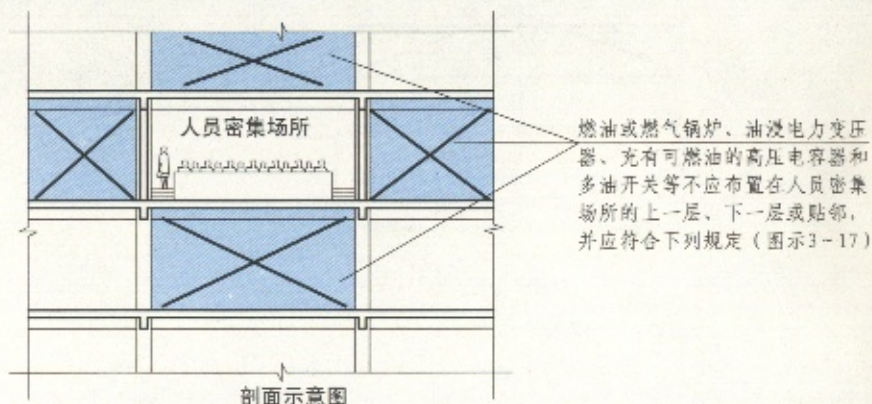 人员密集场所
燃油或燃气锅炉、油浸电力变压
器、充有可燃油的高压电容器和
多油开关等不应布置在人员密集
场所的上一层、下一层或贴邻，
并应符合下列规定（图示3-17）
剖面示意图